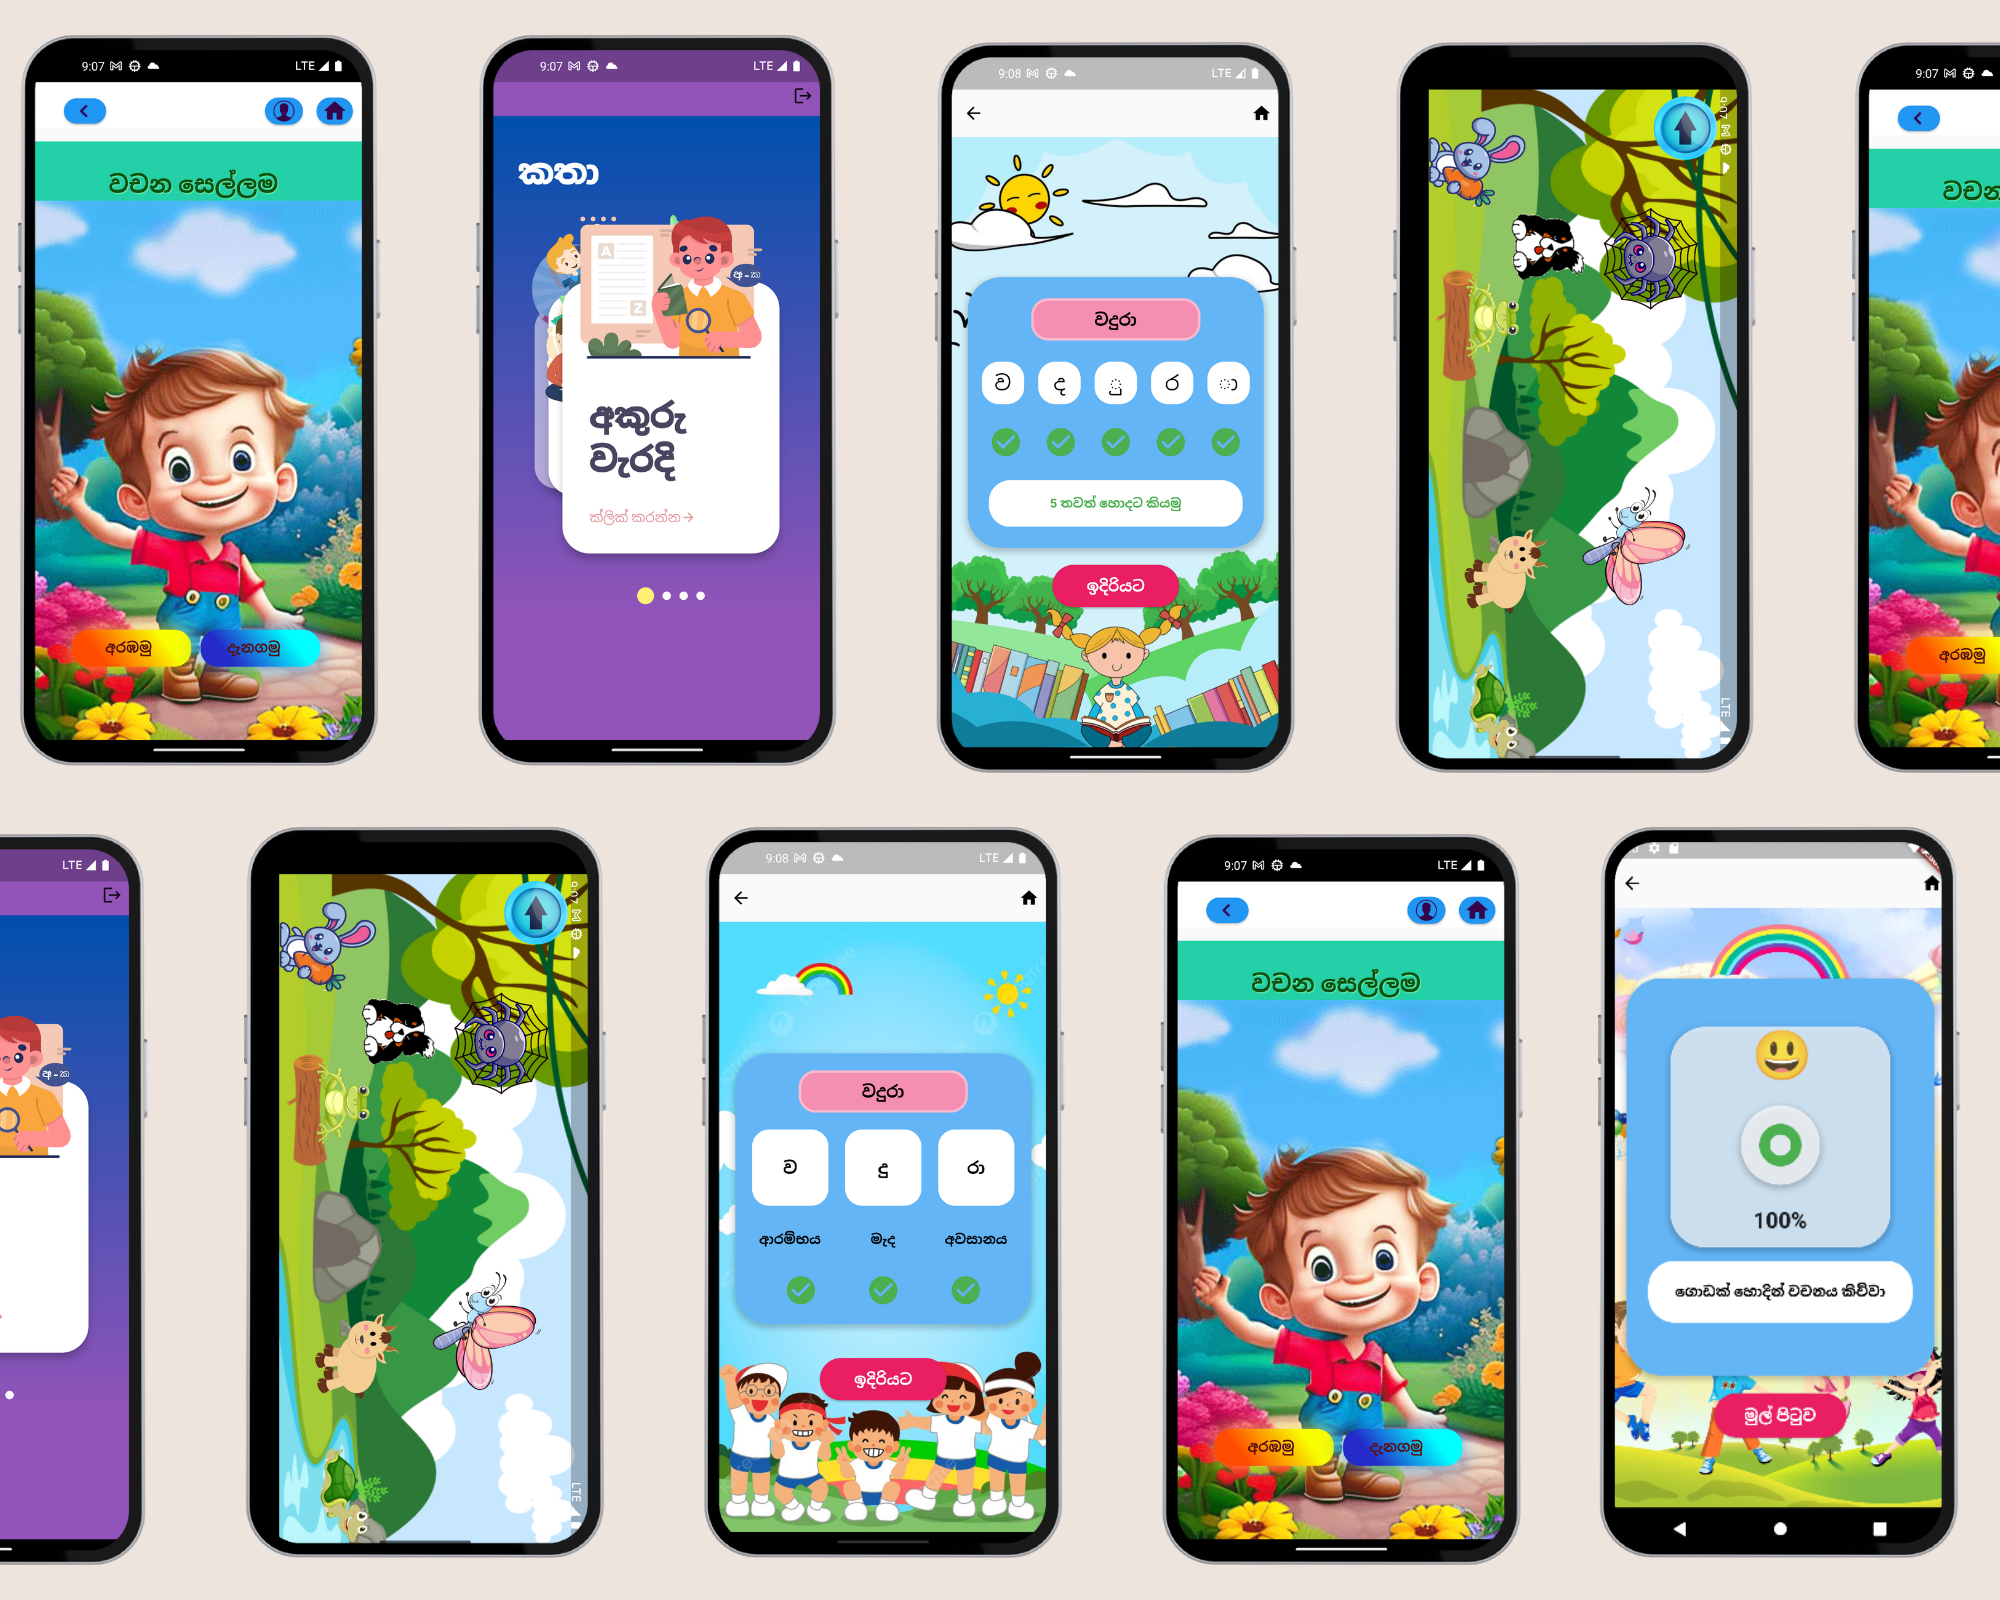 9:07
LTE
වචන සෙල්ලම
අරඹමු
දැනගමු
9:07
LTE
කතා
A
Z
අ - ක
අකුරු
වැරදි
ක්ලික් කරන්න →
9:08
LTE
වදුරා
ව ද ු ර ා
5 තවත් හොදට කියමු
ඉදිරියට
9:07
LTE
9:07
වචන
අරඹමු
LTE
අ - ක
9:07
LTE
9:08
LTE
වදුරා
ව දු රා
ආරම්භය මැද අවසානය
ඉදිරියට
9:07
LTE
වචන සෙල්ලම
අරඹමු
දැනගමු
100%
ගොඩක් හොදින් වචනය කිව්වා
මුල් පිටුව